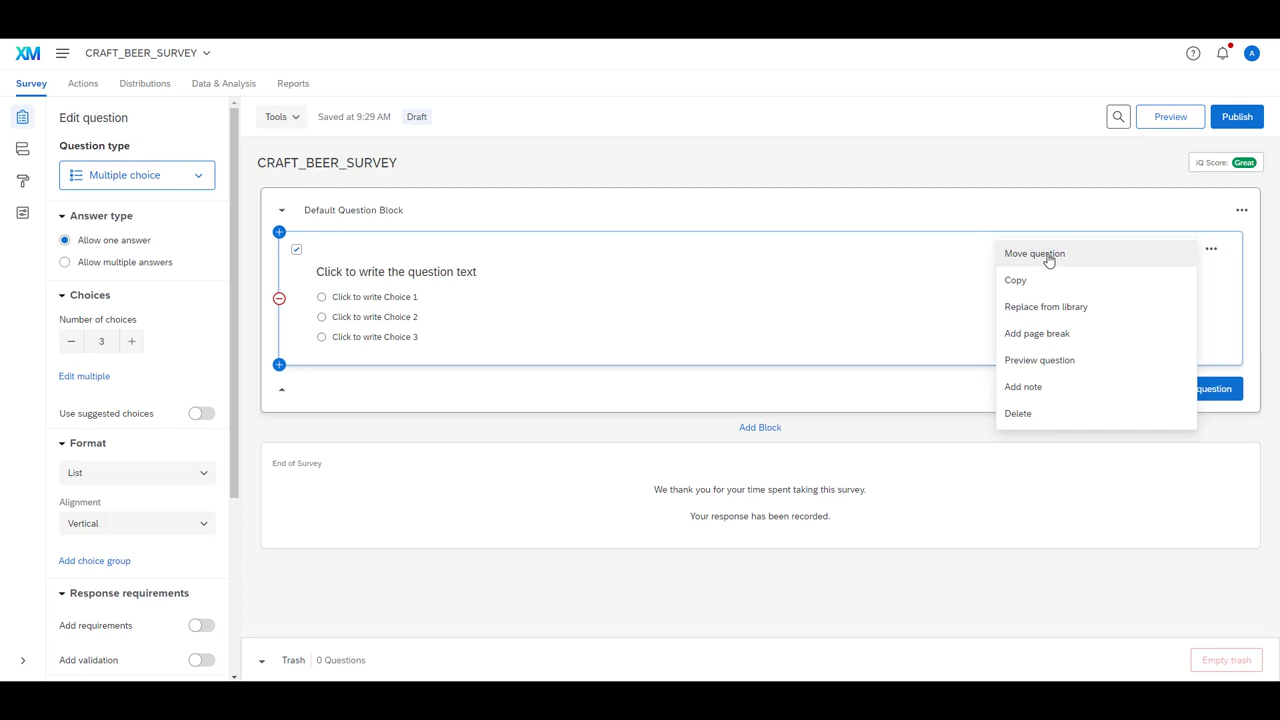 XM
CRAFT_BEER_SURVEY
A
Survey
Actions
Distributions
Data & Analysis
Reports
Edit question
Question type
Multiple choice
Answer type
Allow one answer
Allow multiple answers
Choices
Number of choices
3
Edit multiple
Use suggested choices
Format
List
Alignment
Vertical
Add choice group
Response requirements
Add requirements
Add validation
Tools
Saved at 9:29 AM
Draft
Preview
Publish
CRAFT_BEER_SURVEY
iQ Score: Great
Default Question Block
Click to write the question text
Click to write Choice 1
Click to write Choice 2
Click to write Choice 3
Move question
Copy
Replace from library
Add page break
Preview question
Add note
Delete
question
Add Block
End of Survey
We thank you for your time spent taking this survey.
Your response has been recorded.
Trash
0 Questions
Empty trash